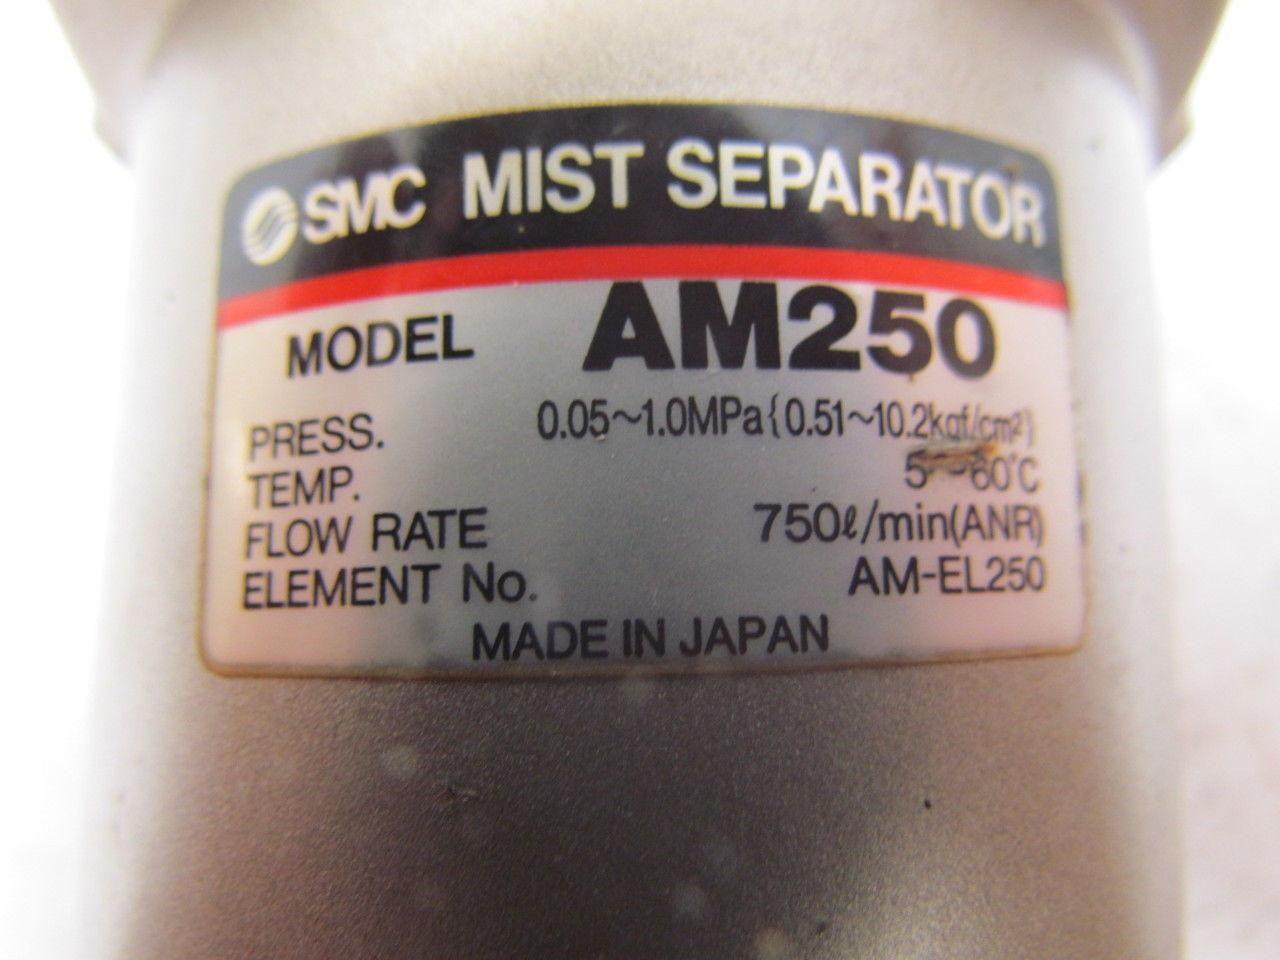 SMC MIST SEPARATOR
MODEL AM250
PRESS. 0.05~1.0MPa{0.51~10.2kgf/cm²}
TEMP. 5~60°C
FLOW RATE 750ℓ/min(ANR)
ELEMENT No. AM-EL250
MADE IN JAPAN